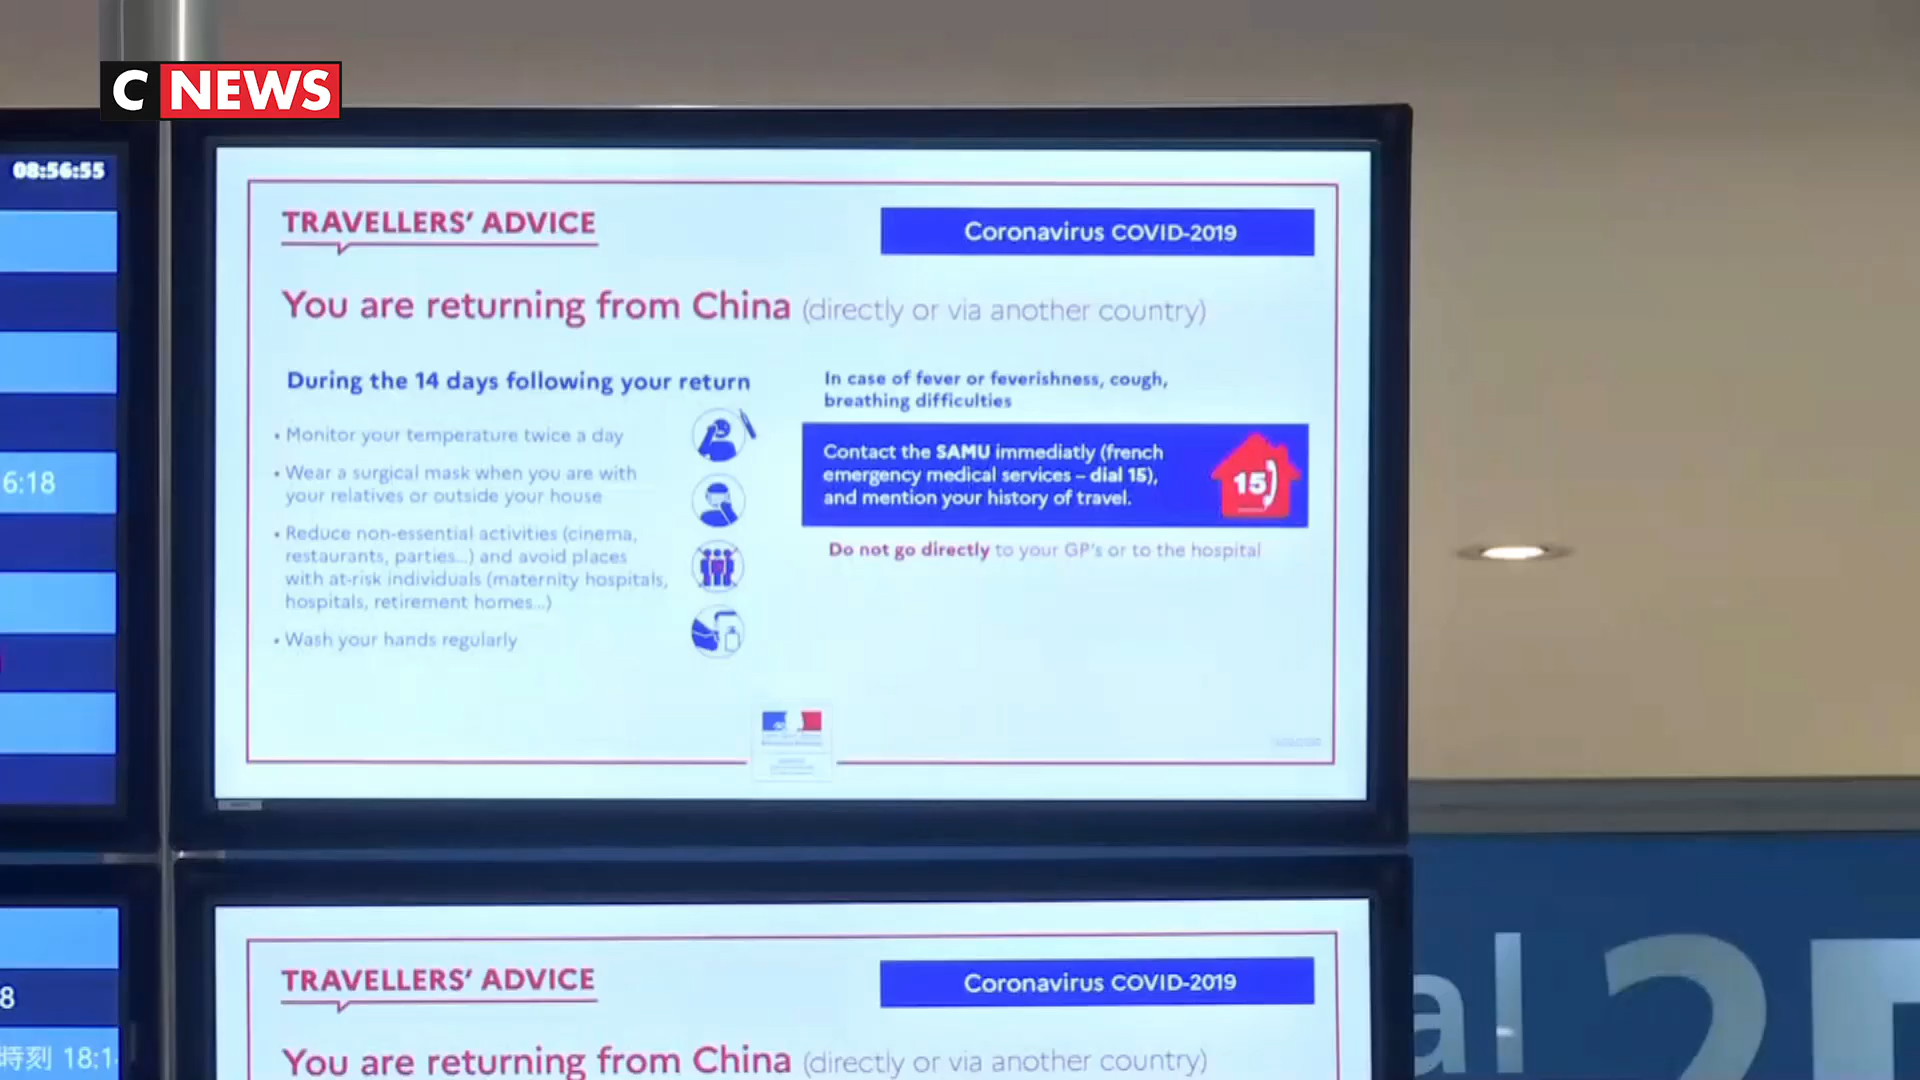 C NEWS
08:56:55
6:18
8
時刻 18:1
TRAVELLERS' ADVICE
Coronavirus COVID-2019
You are returning from China (directly or via another country)
During the 14 days following your return
• Monitor your temperature twice a day
• Wear a surgical mask when you are with
your relatives or outside your house
• Reduce non-essential activities (cinema,
restaurants, parties...) and avoid places
with at-risk individuals (maternity hospitals,
hospitals, retirement homes...)
• Wash your hands regularly
In case of fever or feverishness, cough,
breathing difficulties
Contact the SAMU immediatly (french
emergency medical services – dial 15),
and mention your history of travel.
15
Do not go directly to your GP's or to the hospital
TRAVELLERS' ADVICE
Coronavirus COVID-2019
You are returning from China (directly or via another country)
al 2